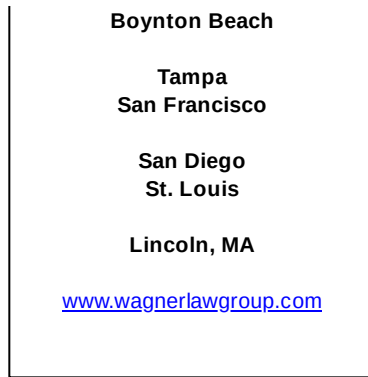 Boynton Beach
Tampa
San Francisco
San Diego
St. Louis
Lincoln, MA
www.wagnerlawgroup.com